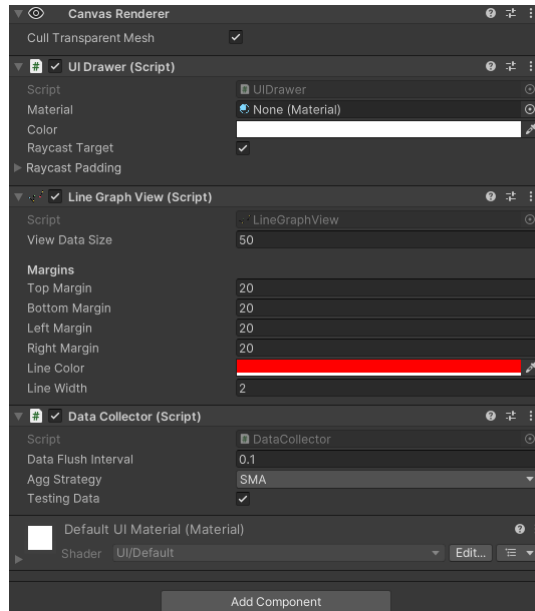 Canvas Renderer
Cull Transparent Mesh
UI Drawer (Script)
Script UIDrawer
Material None (Material)
Color
Raycast Target
Raycast Padding
Line Graph View (Script)
Script LineGraphView
View Data Size 50
Margins
Top Margin 20
Bottom Margin 20
Left Margin 20
Right Margin 20
Line Color
Line Width 2
Data Collector (Script)
Script DataCollector
Data Flush Interval 0.1
Agg Strategy SMA
Testing Data
Default UI Material (Material)
Shader UI/Default Edit...
Add Component